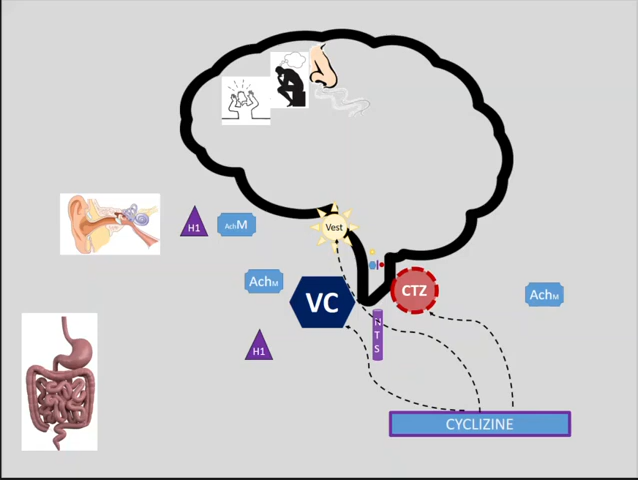 H1
AchM
Vest
AchM
VC
CTZ
AchM
N
T
S
H1
CYCLIZINE